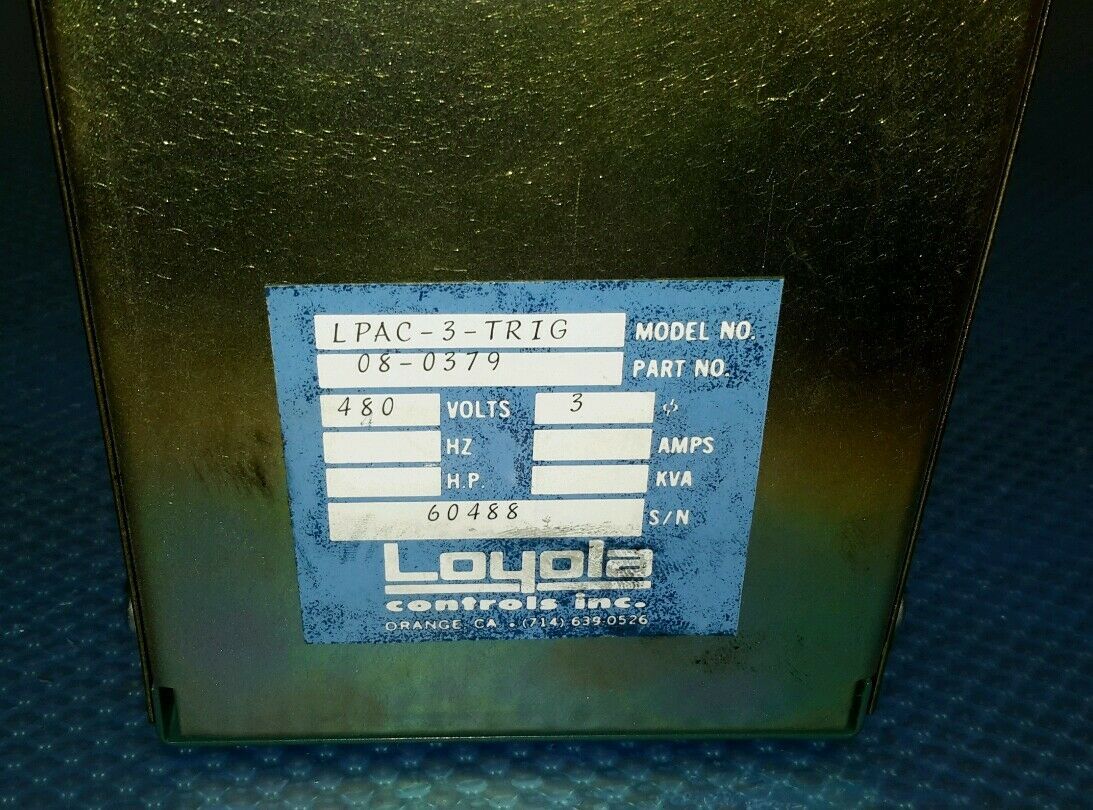 LPAC-3-TRIG MODEL NO.
08-0379 PART NO.
480 VOLTS 3 ϕ
HZ AMPS
H.P. KVA
60488 S/N
Loyola
controls inc.
ORANGE CA. (714) 639-0526